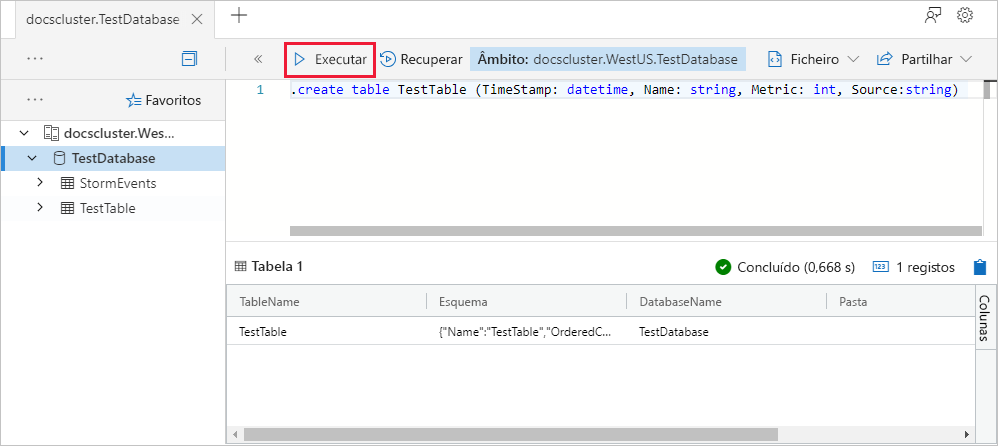 docscluster.TestDatabase
Executar Recuperar Âmbito: docscluster.WestUS.TestDatabase Ficheiro Partilhar
Favoritos
docscluster.Wes...
TestDatabase
StormEvents
TestTable
1 .create table TestTable (TimeStamp: datetime, Name: string, Metric: int, Source:string)
Tabela 1 Concluído (0,668 s) 123 1 registos
TableName Esquema DatabaseName Pasta
TestTable {"Name":"TestTable","OrderedC... TestDatabase
Colunas